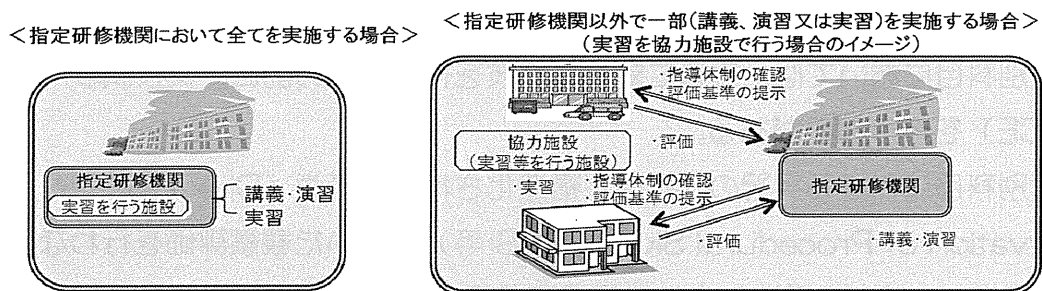 <指定研修機関において全てを実施する場合>
指定研修機関
実習を行う施設
講義・演習
実習
<指定研修機関以外で一部(講義、演習又は実習)を実施する場合>
(実習を協力施設で行う場合のイメージ)
・指導体制の確認
・評価基準の提示
・評価
協力施設
(実習等を行う施設)
・実習
・指導体制の確認
・評価基準の提示
・評価
指定研修機関
・講義・演習